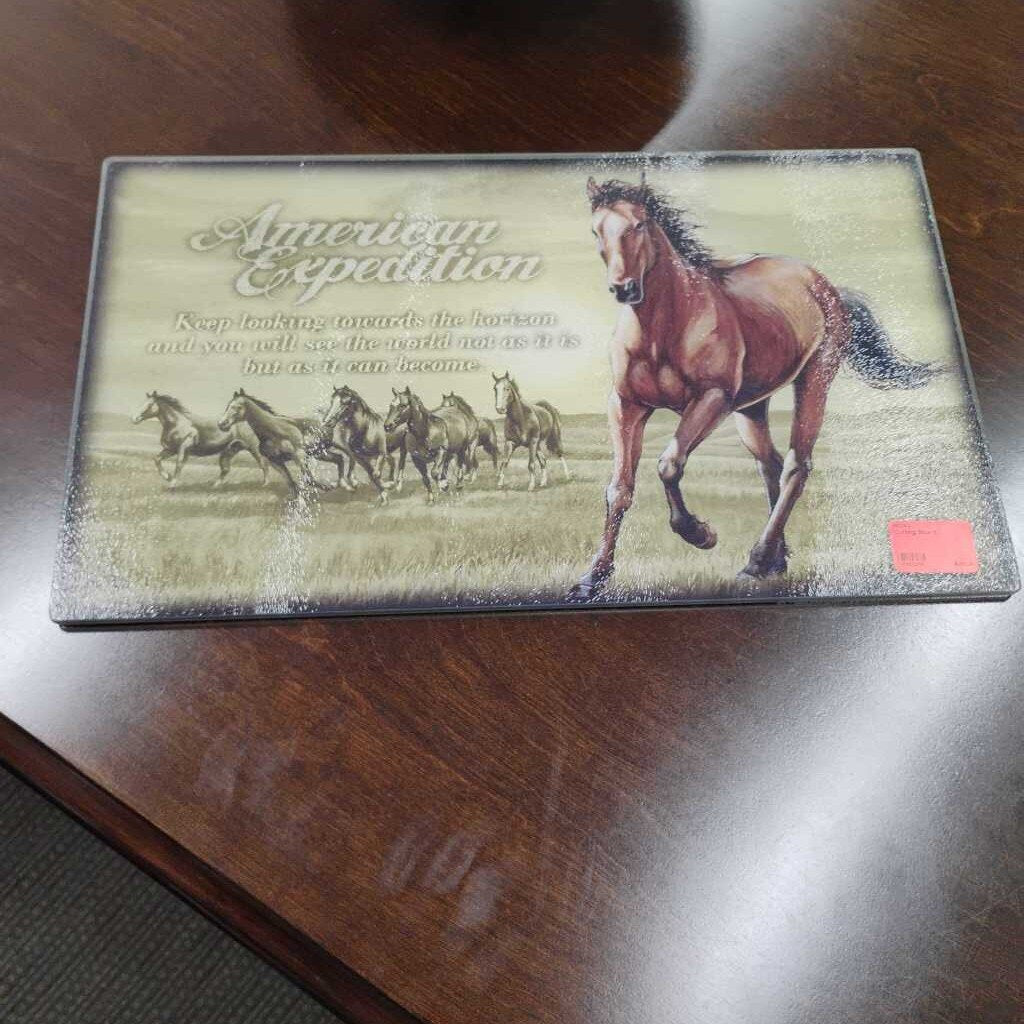 American
Expedition
Keep looking towards the horizon
and you will see the world not as it is
but as it can become